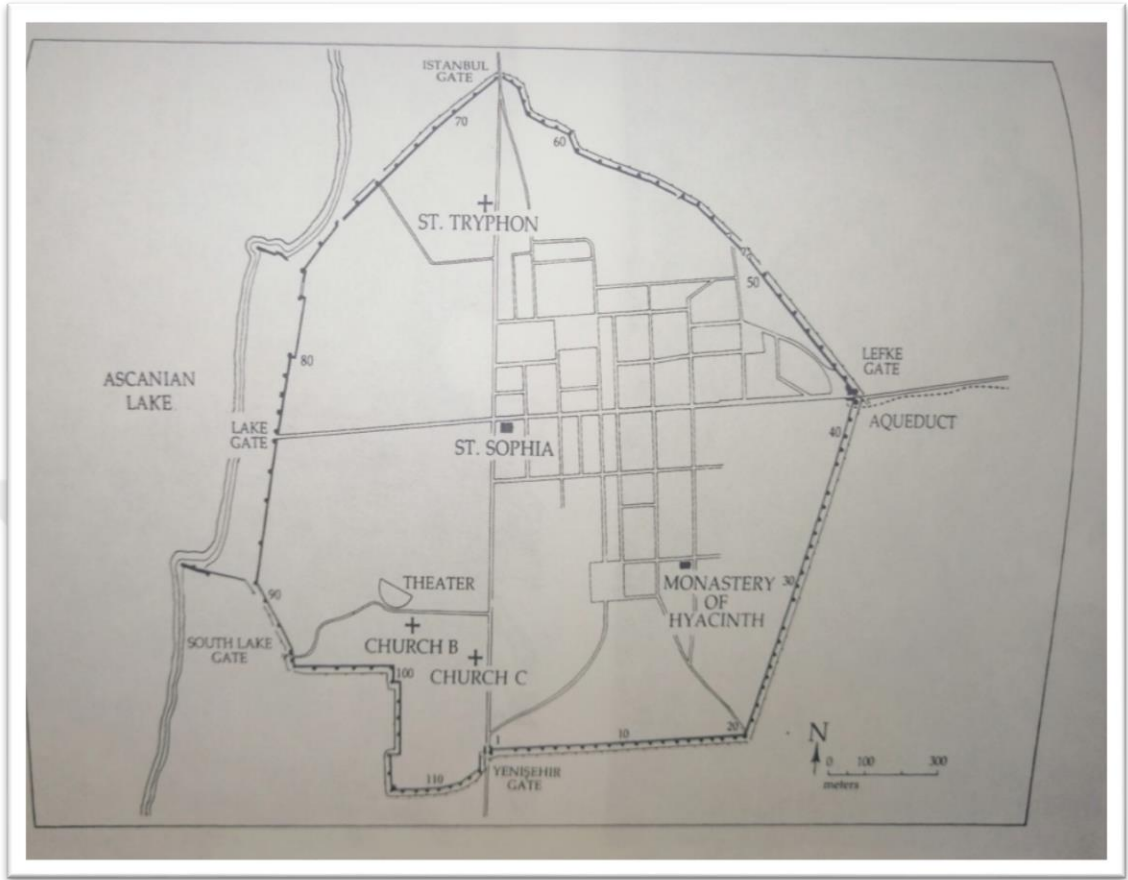 ISTANBUL
GATE
70
60
ST. TRYPHON
50
80
LEFKE
GATE
ASCANIAN
LAKE
LAKE
GATE
AQUEDUCT
40
ST. SOPHIA
THEATER
90
MONASTERY
OF
HYACINTH
30
SOUTH LAKE
GATE
CHURCH B
100
CHURCH C
1
10
20
110
YENIŞEHIR
GATE
N
0 100 300
meters